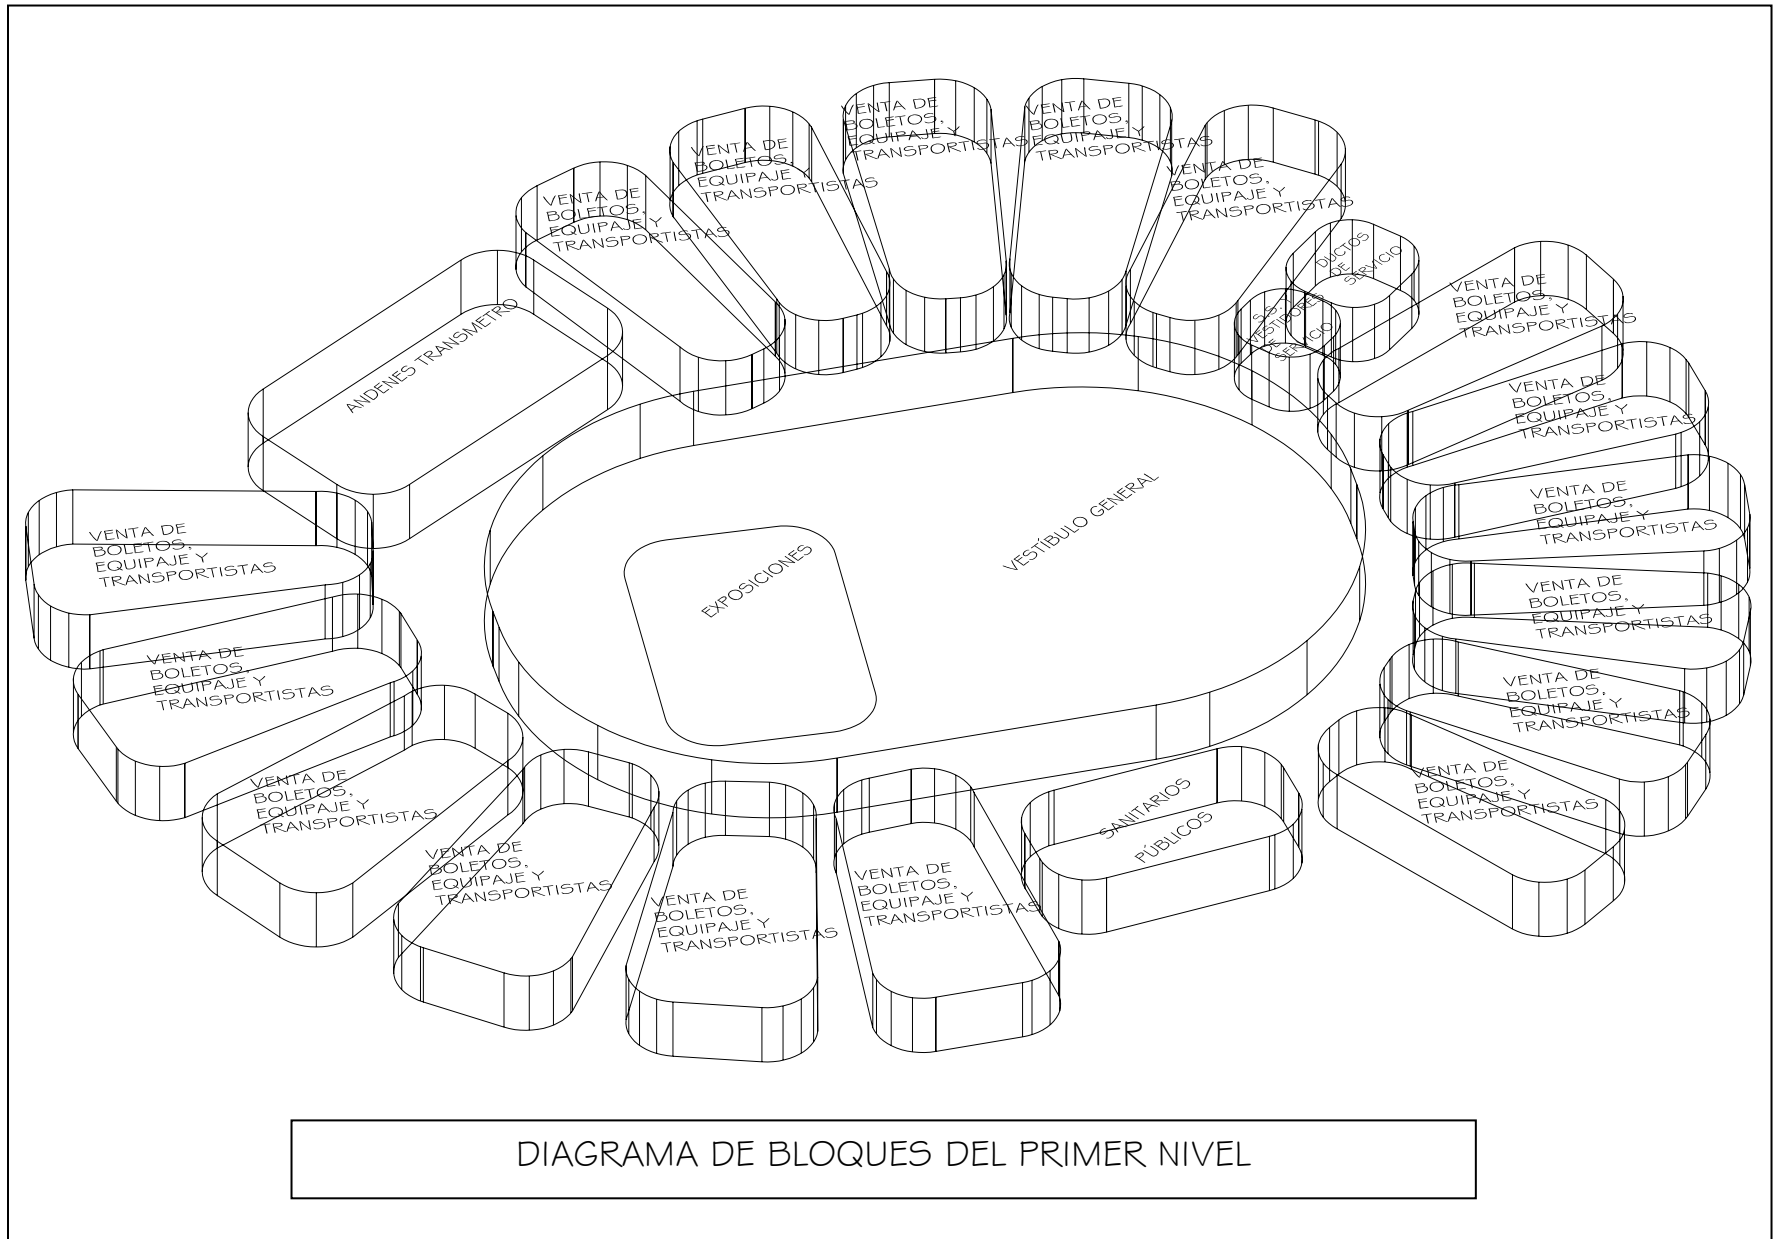 VENTA DE
BOLETOS,
EQUIPAJE Y
TRANSPORTISTAS
VENTA DE
BOLETOS,
EQUIPAJE Y
TRANSPORTISTAS
VENTA DE
BOLETOS,
EQUIPAJE Y
TRANSPORTISTAS
VENTA DE
BOLETOS,
EQUIPAJE Y
TRANSPORTISTAS
VENTA DE
BOLETOS,
EQUIPAJE Y
TRANSPORTISTAS
DUCTOS
DE
SERVICIO
S.S.
VESTIDORES
DE
SERVICIO
VENTA DE
BOLETOS,
EQUIPAJE Y
TRANSPORTISTAS
VENTA DE
BOLETOS,
EQUIPAJE Y
TRANSPORTISTAS
VENTA DE
BOLETOS,
EQUIPAJE Y
TRANSPORTISTAS
VENTA DE
BOLETOS,
EQUIPAJE Y
TRANSPORTISTAS
VENTA DE
BOLETOS,
EQUIPAJE Y
TRANSPORTISTAS
VENTA DE
BOLETOS,
EQUIPAJE Y
TRANSPORTISTAS
ANDENES TRANSMETRO
VESTÍBULO GENERAL
EXPOSICIONES
VENTA DE
BOLETOS,
EQUIPAJE Y
TRANSPORTISTAS
VENTA DE
BOLETOS,
EQUIPAJE Y
TRANSPORTISTAS
VENTA DE
BOLETOS,
EQUIPAJE Y
TRANSPORTISTAS
VENTA DE
BOLETOS,
EQUIPAJE Y
TRANSPORTISTAS
VENTA DE
BOLETOS,
EQUIPAJE Y
TRANSPORTISTAS
VENTA DE
BOLETOS,
EQUIPAJE Y
TRANSPORTISTAS
SANITARIOS
PÚBLICOS
DIAGRAMA DE BLOQUES DEL PRIMER NIVEL